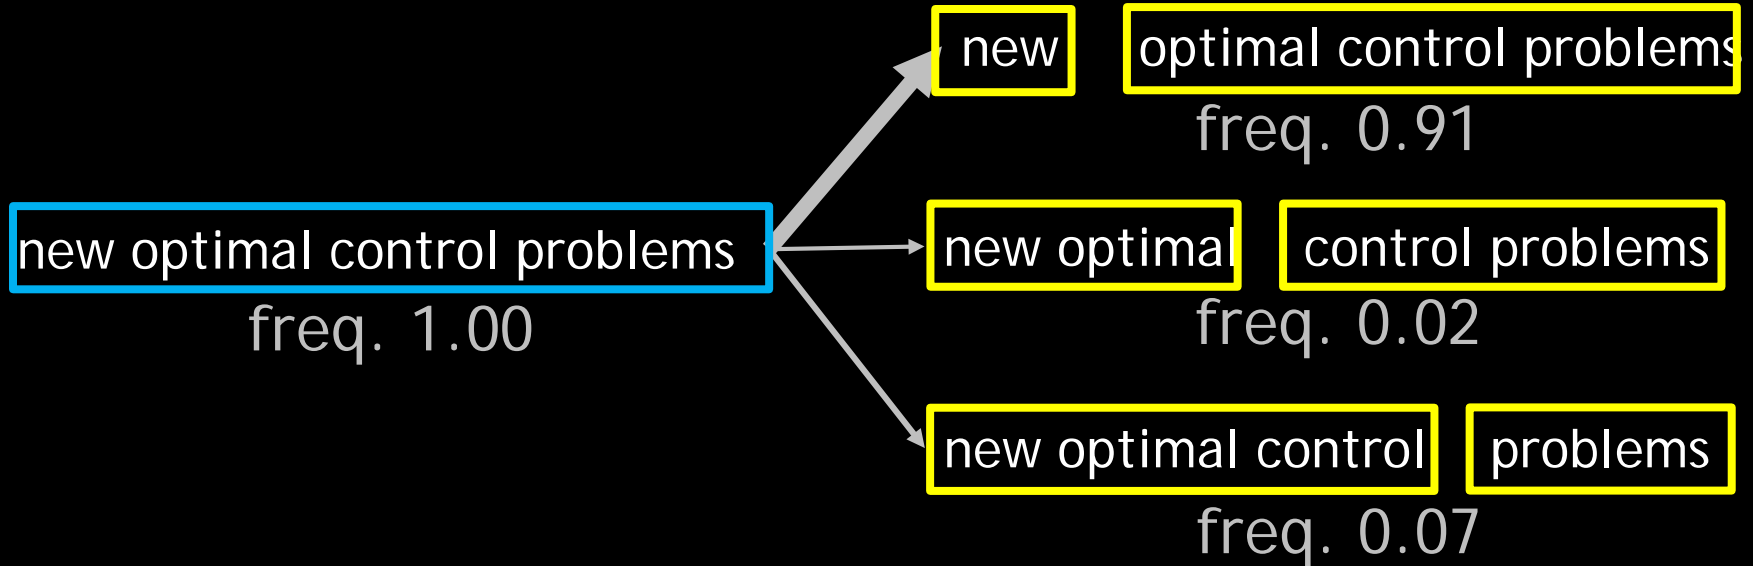 new optimal control problems
freq. 1.00
new optimal control problems
freq. 0.91
new optimal control problems
freq. 0.02
new optimal control problems
freq. 0.07